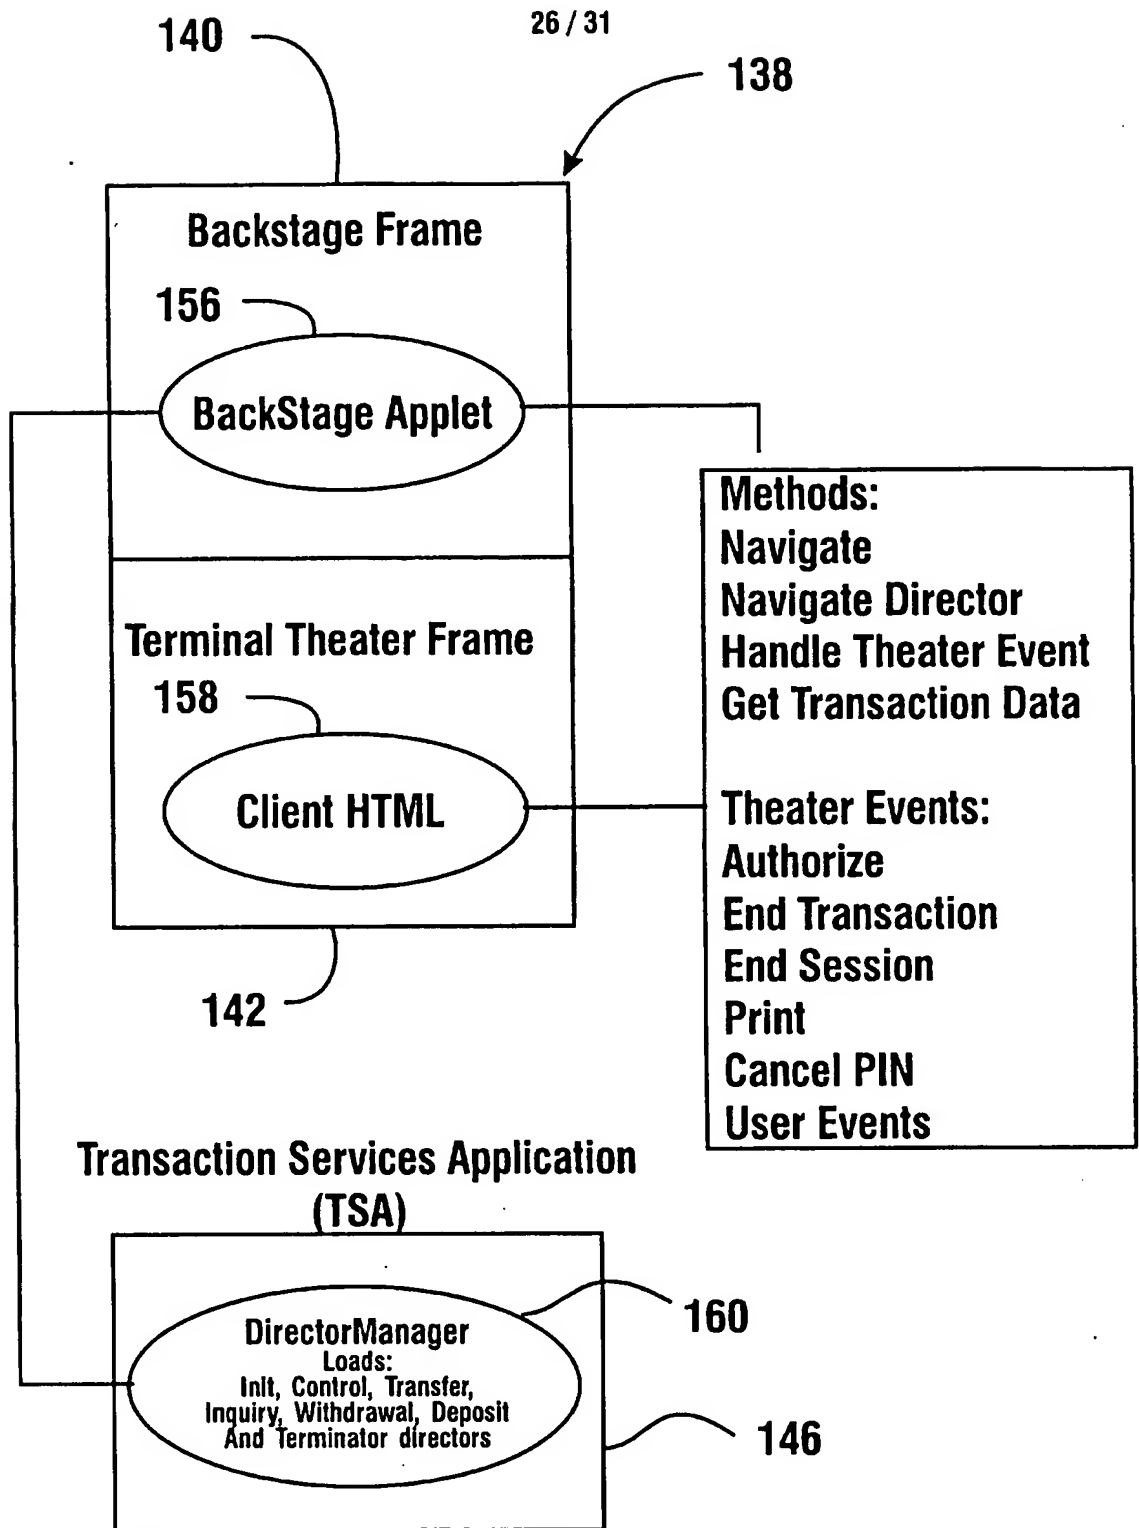 26 / 31
140
138
Backstage Frame
156
BackStage Applet
Methods:
Navigate
Navigate Director
Handle Theater Event
Get Transaction Data
Theater Events:
Authorize
End Transaction
End Session
Print
Cancel PIN
User Events
Terminal Theater Frame
158
Client HTML
142
Transaction Services Application
(TSA)
DirectorManager
Loads:
Init, Control, Transfer,
Inquiry, Withdrawal, Deposit
And Terminator directors
160
146